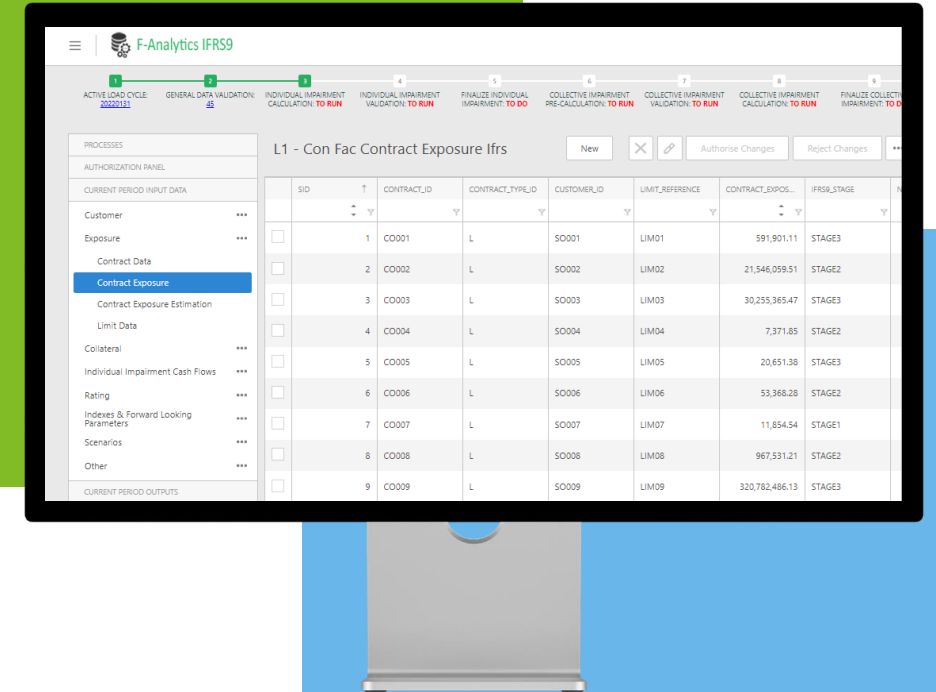 F-Analytics IFRS9
1 2 3 4 5 6 7 8 9
ACTIVE LOAD CYCLE: GENERAL DATA VALIDATION: INDIVIDUAL IMPAIRMENT INDIVIDUAL IMPAIRMENT FINALIZE INDIVIDUAL COLLECTIVE IMPAIRMENT COLLECTIVE IMPAIRMENT COLLECTIVE IMPAIRMENT FINALIZE
20220131 45 CALCULATION: TO RUN VALIDATION: TO RUN IMPAIRMENT: TO DO PRE-CALCULATION: TO RUN VALIDATION: TO RUN CALCULATION: TO RUN IMPAIRMENT: TO
PROCESSES
AUTHORIZATION PANEL
CURRENT PERIOD INPUT DATA
Customer
Exposure
Contract Data
Contract Exposure
Contract Exposure Estimation
Limit Data
Collateral
Individual Impairment Cash Flows
Rating
Indexes & Forward Looking
Parameters
Scenarios
Other
CURRENT PERIOD OUTPUTS
L1 - Con Fac Contract Exposure Ifrs New Authorise Changes Reject Changes
SID CONTRACT_ID CONTRACT_TYPE_ID CUSTOMER_ID LIMIT_REFERENCE CONTRACT_EXPOS... IFRS9_STAGE
1 CO001 L SO001 LIM01 591,901.11 STAGE3
2 CO002 L SO002 LIM02 21,546,059.51 STAGE2
3 CO003 L SO003 LIM03 30,255,365.47 STAGE3
4 CO004 L SO004 LIM04 7,371.85 STAGE2
5 CO005 L SO005 LIM05 20,651.38 STAGE3
6 CO006 L SO006 LIM06 53,368.28 STAGE2
7 CO007 L SO007 LIM07 11,854.54 STAGE1
8 CO008 L SO008 LIM08 967,531.21 STAGE2
9 CO009 L SO009 LIM09 320,782,486.13 STAGE3